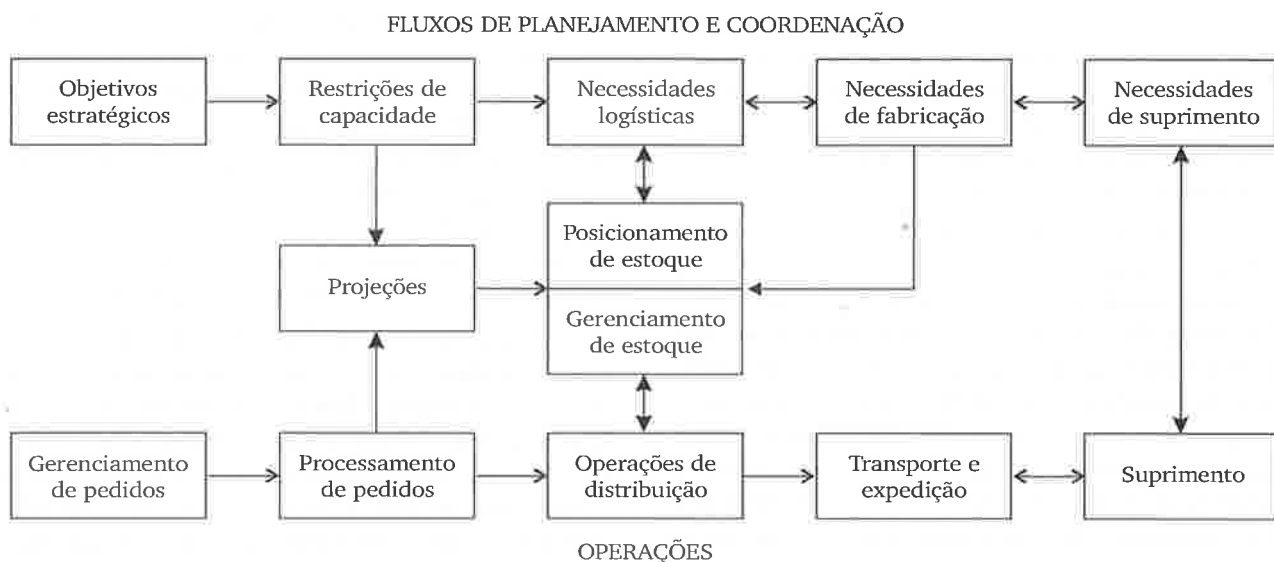 FLUXOS DE PLANEJAMENTO E COORDENAÇÃO
Objetivos
estratégicos
Restrições de
capacidade
Necessidades
logísticas
Necessidades
de fabricação
Necessidades
de suprimento
Projeções
Posicionamento
de estoque
Gerenciamento
de estoque
Gerenciamento
de pedidos
Processamento
de pedidos
Operações de
distribuição
Transporte e
expedição
Suprimento
OPERAÇÕES